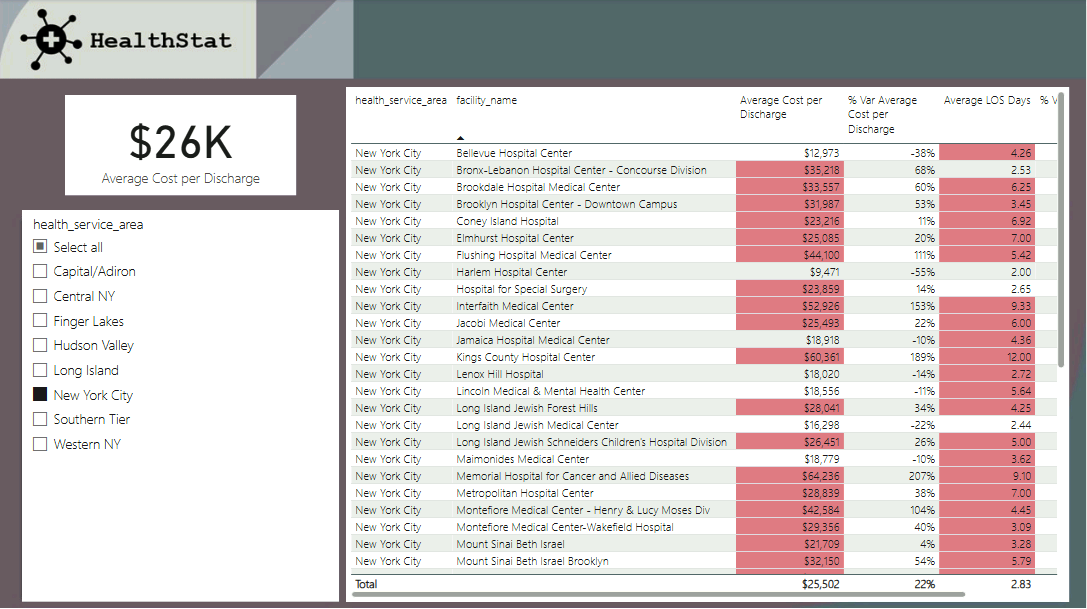 HealthStat
$26K
Average Cost per Discharge
health_service_area
Select all
Capital/Adiron
Central NY
Finger Lakes
Hudson Valley
Long Island
New York City
Southern Tier
Western NY
health_service_area facility_name Average Cost per Discharge % Var Average Cost per Discharge Average LOS Days % V
New York City Bellevue Hospital Center $12,973 -38% 4.26
New York City Bronx-Lebanon Hospital Center - Concourse Division $35,218 68% 2.53
New York City Brookdale Hospital Medical Center $33,557 60% 6.25
New York City Brooklyn Hospital Center - Downtown Campus $31,987 53% 3.45
New York City Coney Island Hospital $23,216 11% 6.92
New York City Elmhurst Hospital Center $25,085 20% 7.00
New York City Flushing Hospital Medical Center $44,100 111% 5.42
New York City Harlem Hospital Center $9,471 -55% 2.00
New York City Hospital for Special Surgery $23,859 14% 2.65
New York City Interfaith Medical Center $52,926 153% 9.33
New York City Jacobi Medical Center $25,493 22% 6.00
New York City Jamaica Hospital Medical Center $18,918 -10% 4.36
New York City Kings County Hospital Center $60,361 189% 12.00
New York City Lenox Hill Hospital $18,020 -14% 2.72
New York City Lincoln Medical & Mental Health Center $18,556 -11% 5.64
New York City Long Island Jewish Forest Hills $28,041 34% 4.25
New York City Long Island Jewish Medical Center $16,298 -22% 2.44
New York City Long Island Jewish Schneiders Children's Hospital Division $26,451 26% 5.00
New York City Maimonides Medical Center $18,779 -10% 3.62
New York City Memorial Hospital for Cancer and Allied Diseases $64,236 207% 9.10
New York City Metropolitan Hospital Center $28,839 38% 7.00
New York City Montefiore Medical Center - Henry & Lucy Moses Div $42,584 104% 4.45
New York City Montefiore Medical Center-Wakefield Hospital $29,356 40% 3.09
New York City Mount Sinai Beth Israel $21,709 4% 3.28
New York City Mount Sinai Beth Israel Brooklyn $32,150 54% 5.79
Total $25,502 22% 2.83